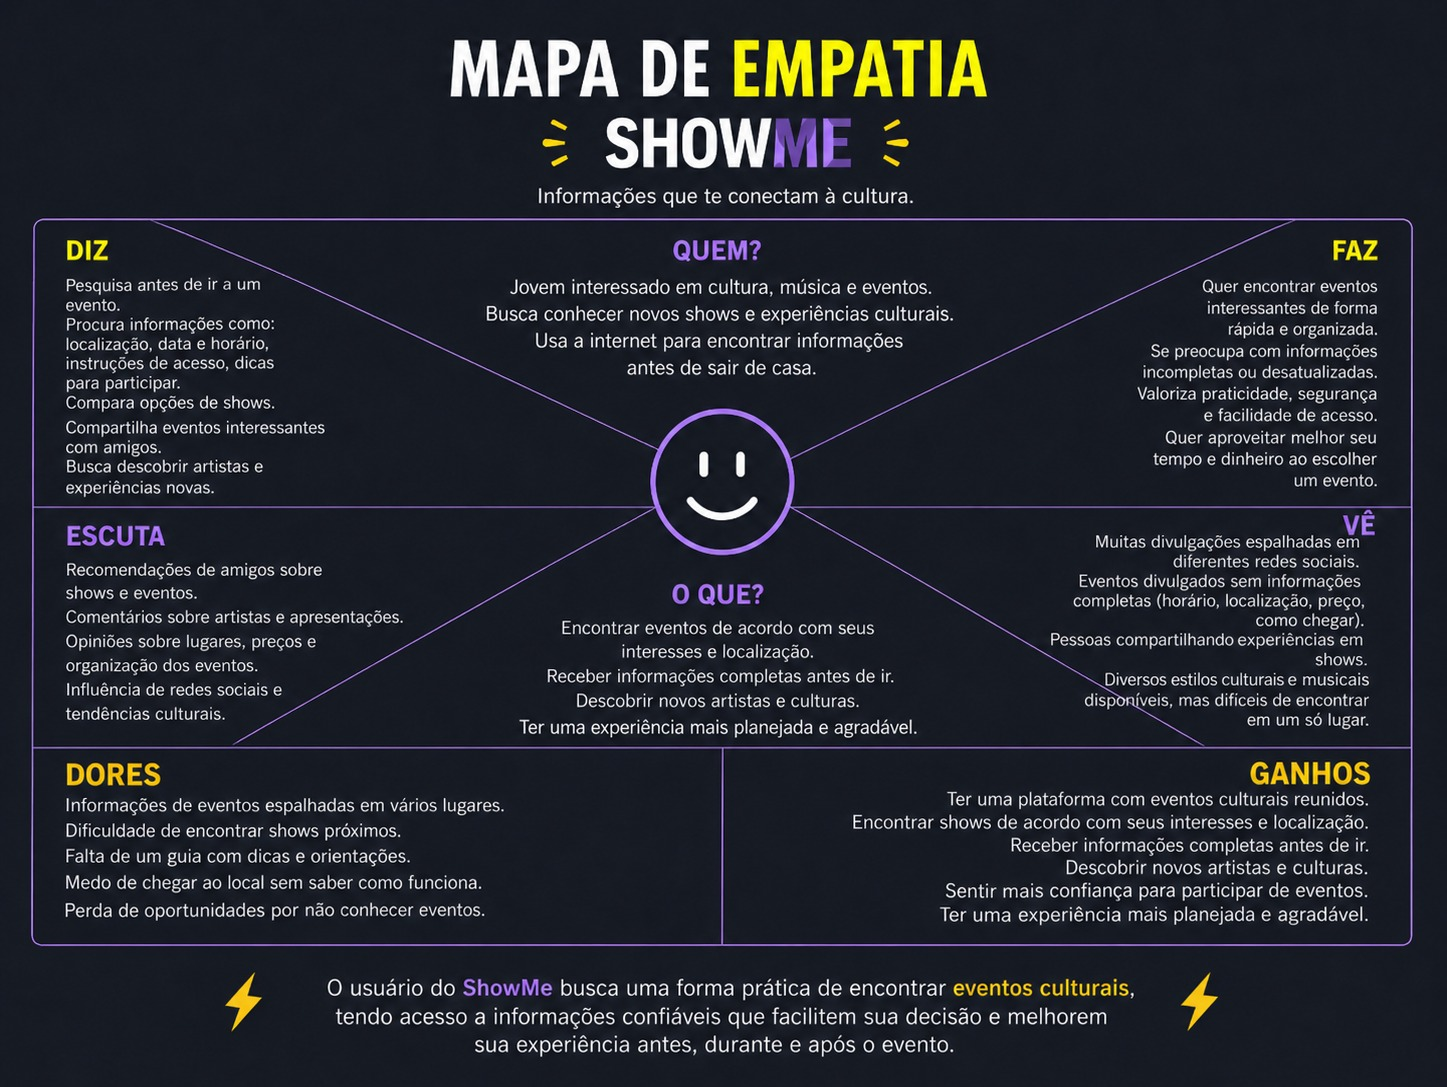 MAPA DE EMPATIA
SHOWME
Informações que te conectam à cultura.
DIZ
Pesquisa antes de ir a um
evento.
Procura informações como:
localização, data e horário,
instruções de acesso, dicas
para participar.
Compara opções de shows.
Compartilha eventos interessantes
com amigos.
Busca descobrir artistas e
experiências novas.
QUEM?
Jovem interessado em cultura, música e eventos.
Busca conhecer novos shows e experiências culturais.
Usa a internet para encontrar informações
antes de sair de casa.
FAZ
Quer encontrar eventos
interessantes de forma
rápida e organizada.
Se preocupa com informações
incompletas ou desatualizadas.
Valoriza praticidade, segurança
e facilidade de acesso.
Quer aproveitar melhor seu
tempo e dinheiro ao escolher
um evento.
ESCUTA
Recomendações de amigos sobre
shows e eventos.
Comentários sobre artistas e apresentações.
Opiniões sobre lugares, preços e
organização dos eventos.
Influência de redes sociais e
tendências culturais.
O QUE?
Encontrar eventos de acordo com seus
interesses e localização.
Receber informações completas antes de ir.
Descobrir novos artistas e culturas.
Ter uma experiência mais planejada e agradável.
VÊ
Muitas divulgações espalhadas em
diferentes redes sociais.
Eventos divulgados sem informações
completas (horário, localização, preço,
como chegar).
Pessoas compartilhando experiências em
shows.
Diversos estilos culturais e musicais
disponíveis, mas difíceis de encontrar
em um só lugar.
DORES
Informações de eventos espalhadas em vários lugares.
Dificuldade de encontrar shows próximos.
Falta de um guia com dicas e orientações.
Medo de chegar ao local sem saber como funciona.
Perda de oportunidades por não conhecer eventos.
GANHOS
Ter uma plataforma com eventos culturais reunidos.
Encontrar shows de acordo com seus interesses e localização.
Receber informações completas antes de ir.
Descobrir novos artistas e culturas.
Sentir mais confiança para participar de eventos.
Ter uma experiência mais planejada e agradável.
O usuário do ShowMe busca uma forma prática de encontrar eventos culturais,
tendo acesso a informações confiáveis que facilitem sua decisão e melhorem
sua experiência antes, durante e após o evento.